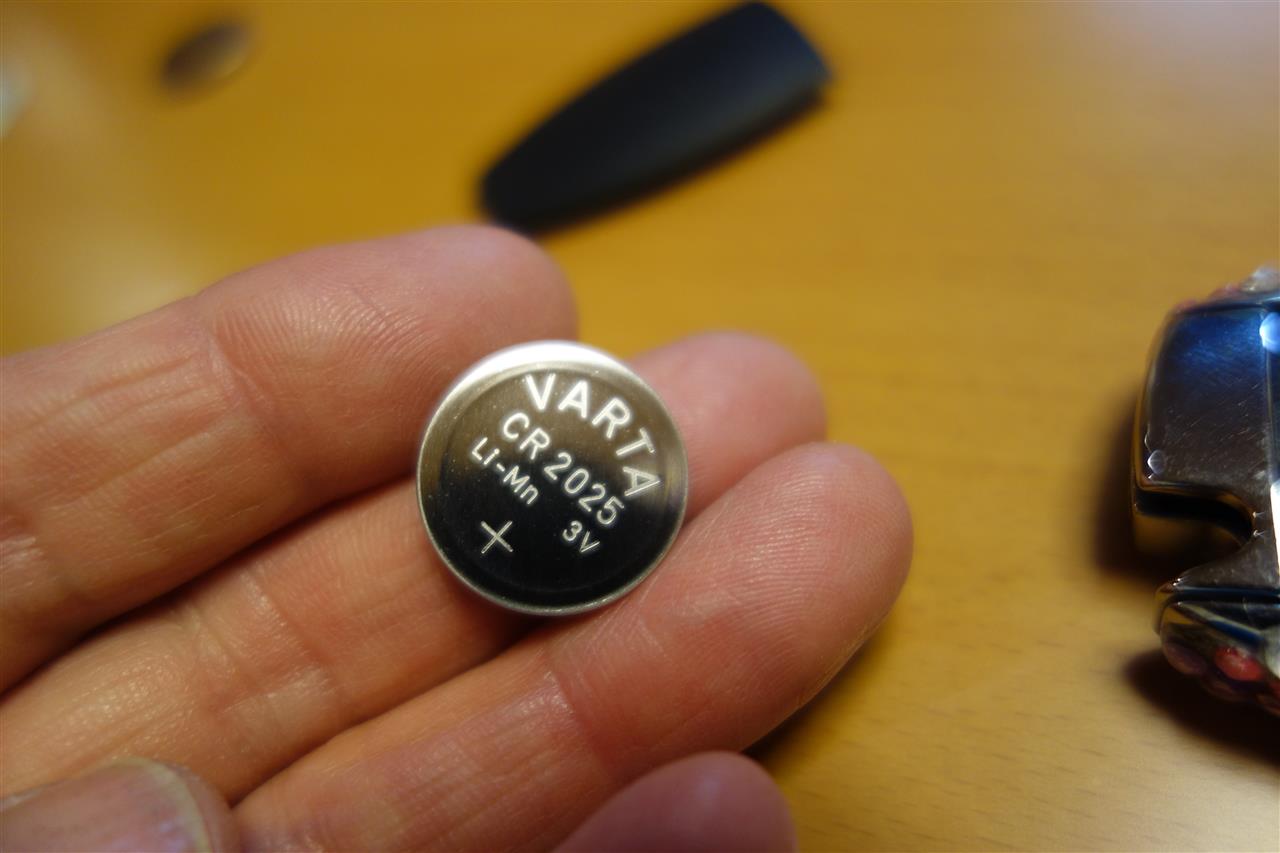 VARTA
CR 2025
Li-Mn
3V
+